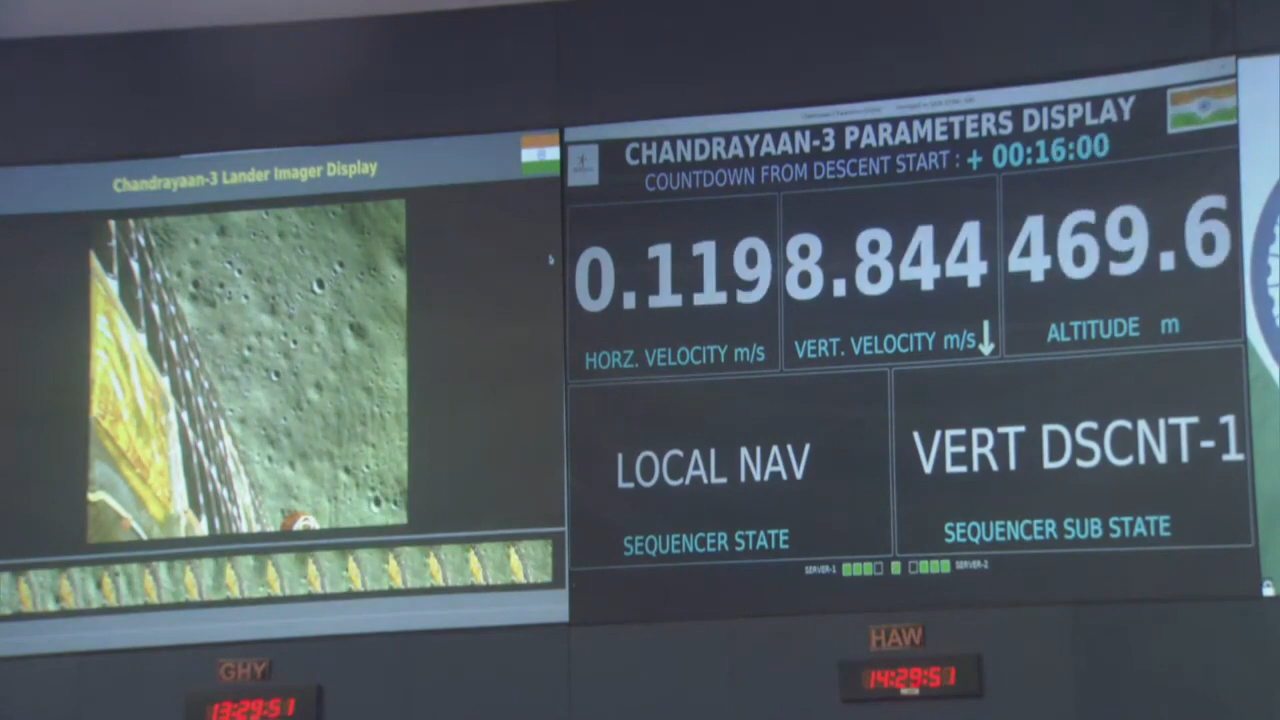 Chandrayaan-3 Lander Imager Display
CHANDRAYAAN-3 PARAMETERS DISPLAY
COUNTDOWN FROM DESCENT START : + 00:16:00
0.119
HORZ. VELOCITY m/s
8.844
VERT. VELOCITY m/s
469.6
ALTITUDE m
LOCAL NAV
SEQUENCER STATE
VERT DSCNT-1
SEQUENCER SUB STATE
SERVER-1
SERVER-2
GHY
13:29:57
HAW
14:29:57